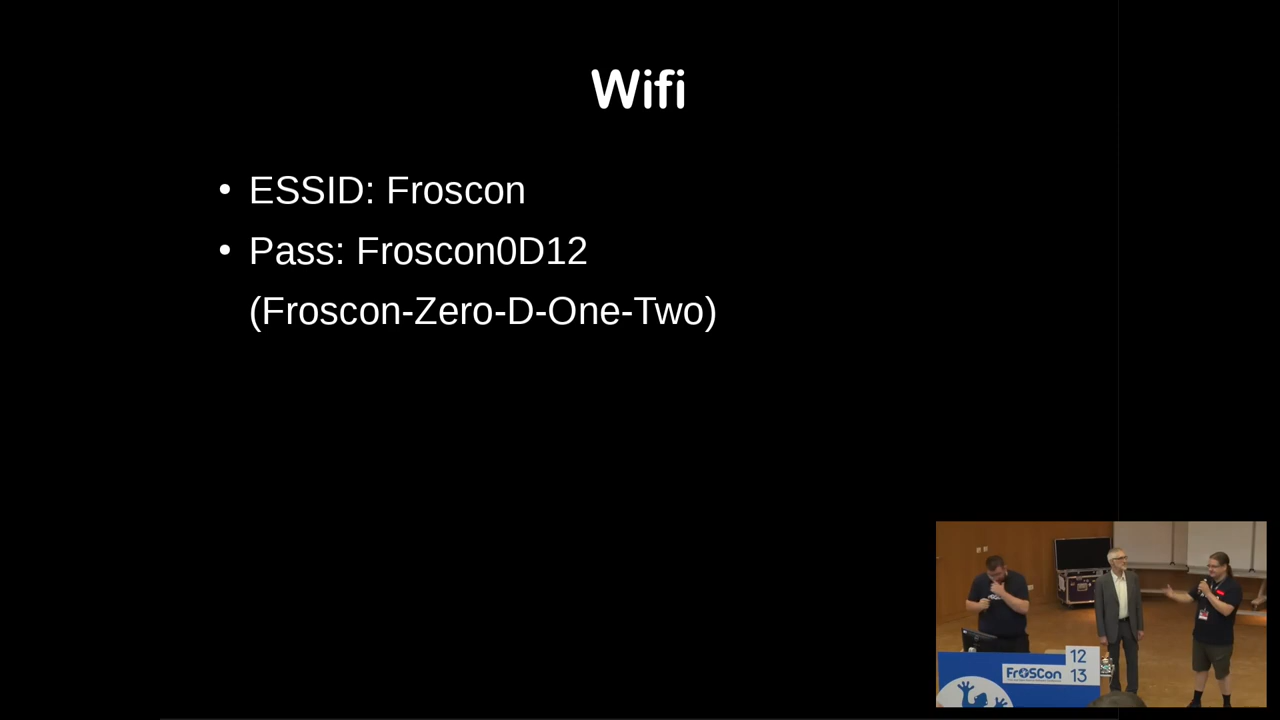 Wifi
• ESSID: Froscon
• Pass: Froscon0D12
(Froscon-Zero-D-One-Two)
FrOSCon
12
13